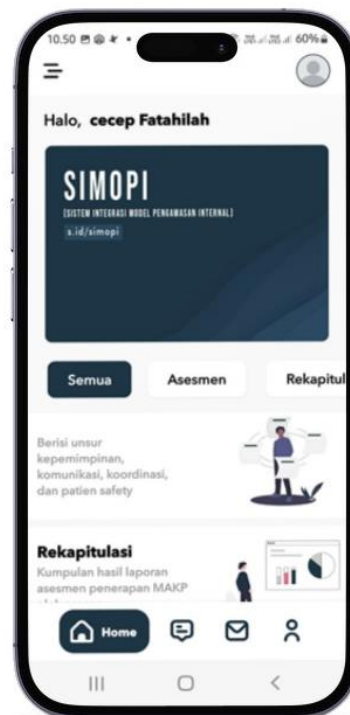 10.50
60%
Halo, cecep Fatahilah
SIMOPI
[SISTEM INTEGRASI MODEL PENGAWASAN INTERNAL]
s.id/simopi
Semua
Asesmen
Rekapitul
Berisi unsur
kepemimpinan,
komunikasi, koordinasi,
dan patien safety
Rekapitulasi
Kumpulan hasil laporan
asesmen penerapan MAKP
Home